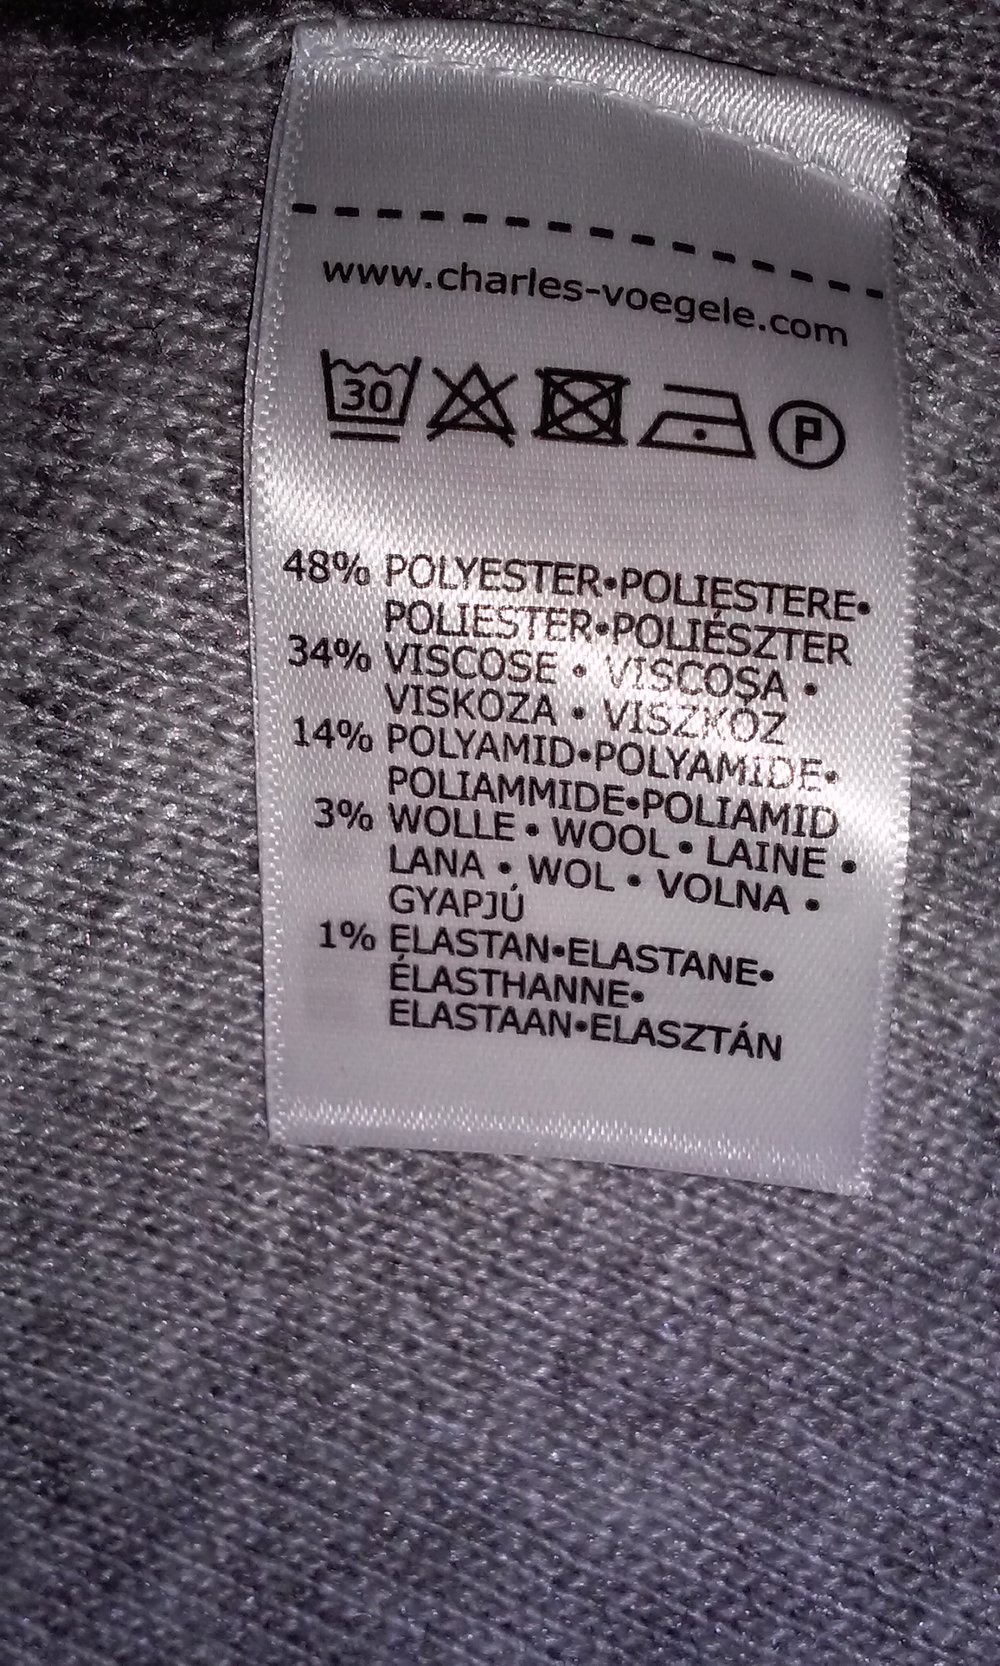 www.charles-voegele.com
30
P
48% POLYESTER•POLIESTERE•
POLIESTER•POLIÉSZTER
34% VISCOSE • VISCOSA •
VISKOZA • VISZKÓZ
14% POLYAMID•POLYAMIDE•
POLIAMMIDE•POLIAMID
3% WOLLE • WOOL • LAINE •
LANA • WOL • VOLNA •
GYAPJÚ
1% ELASTAN•ELASTANE•
ÉLASTHANNE•
ELASTAAN•ELASZTÁN